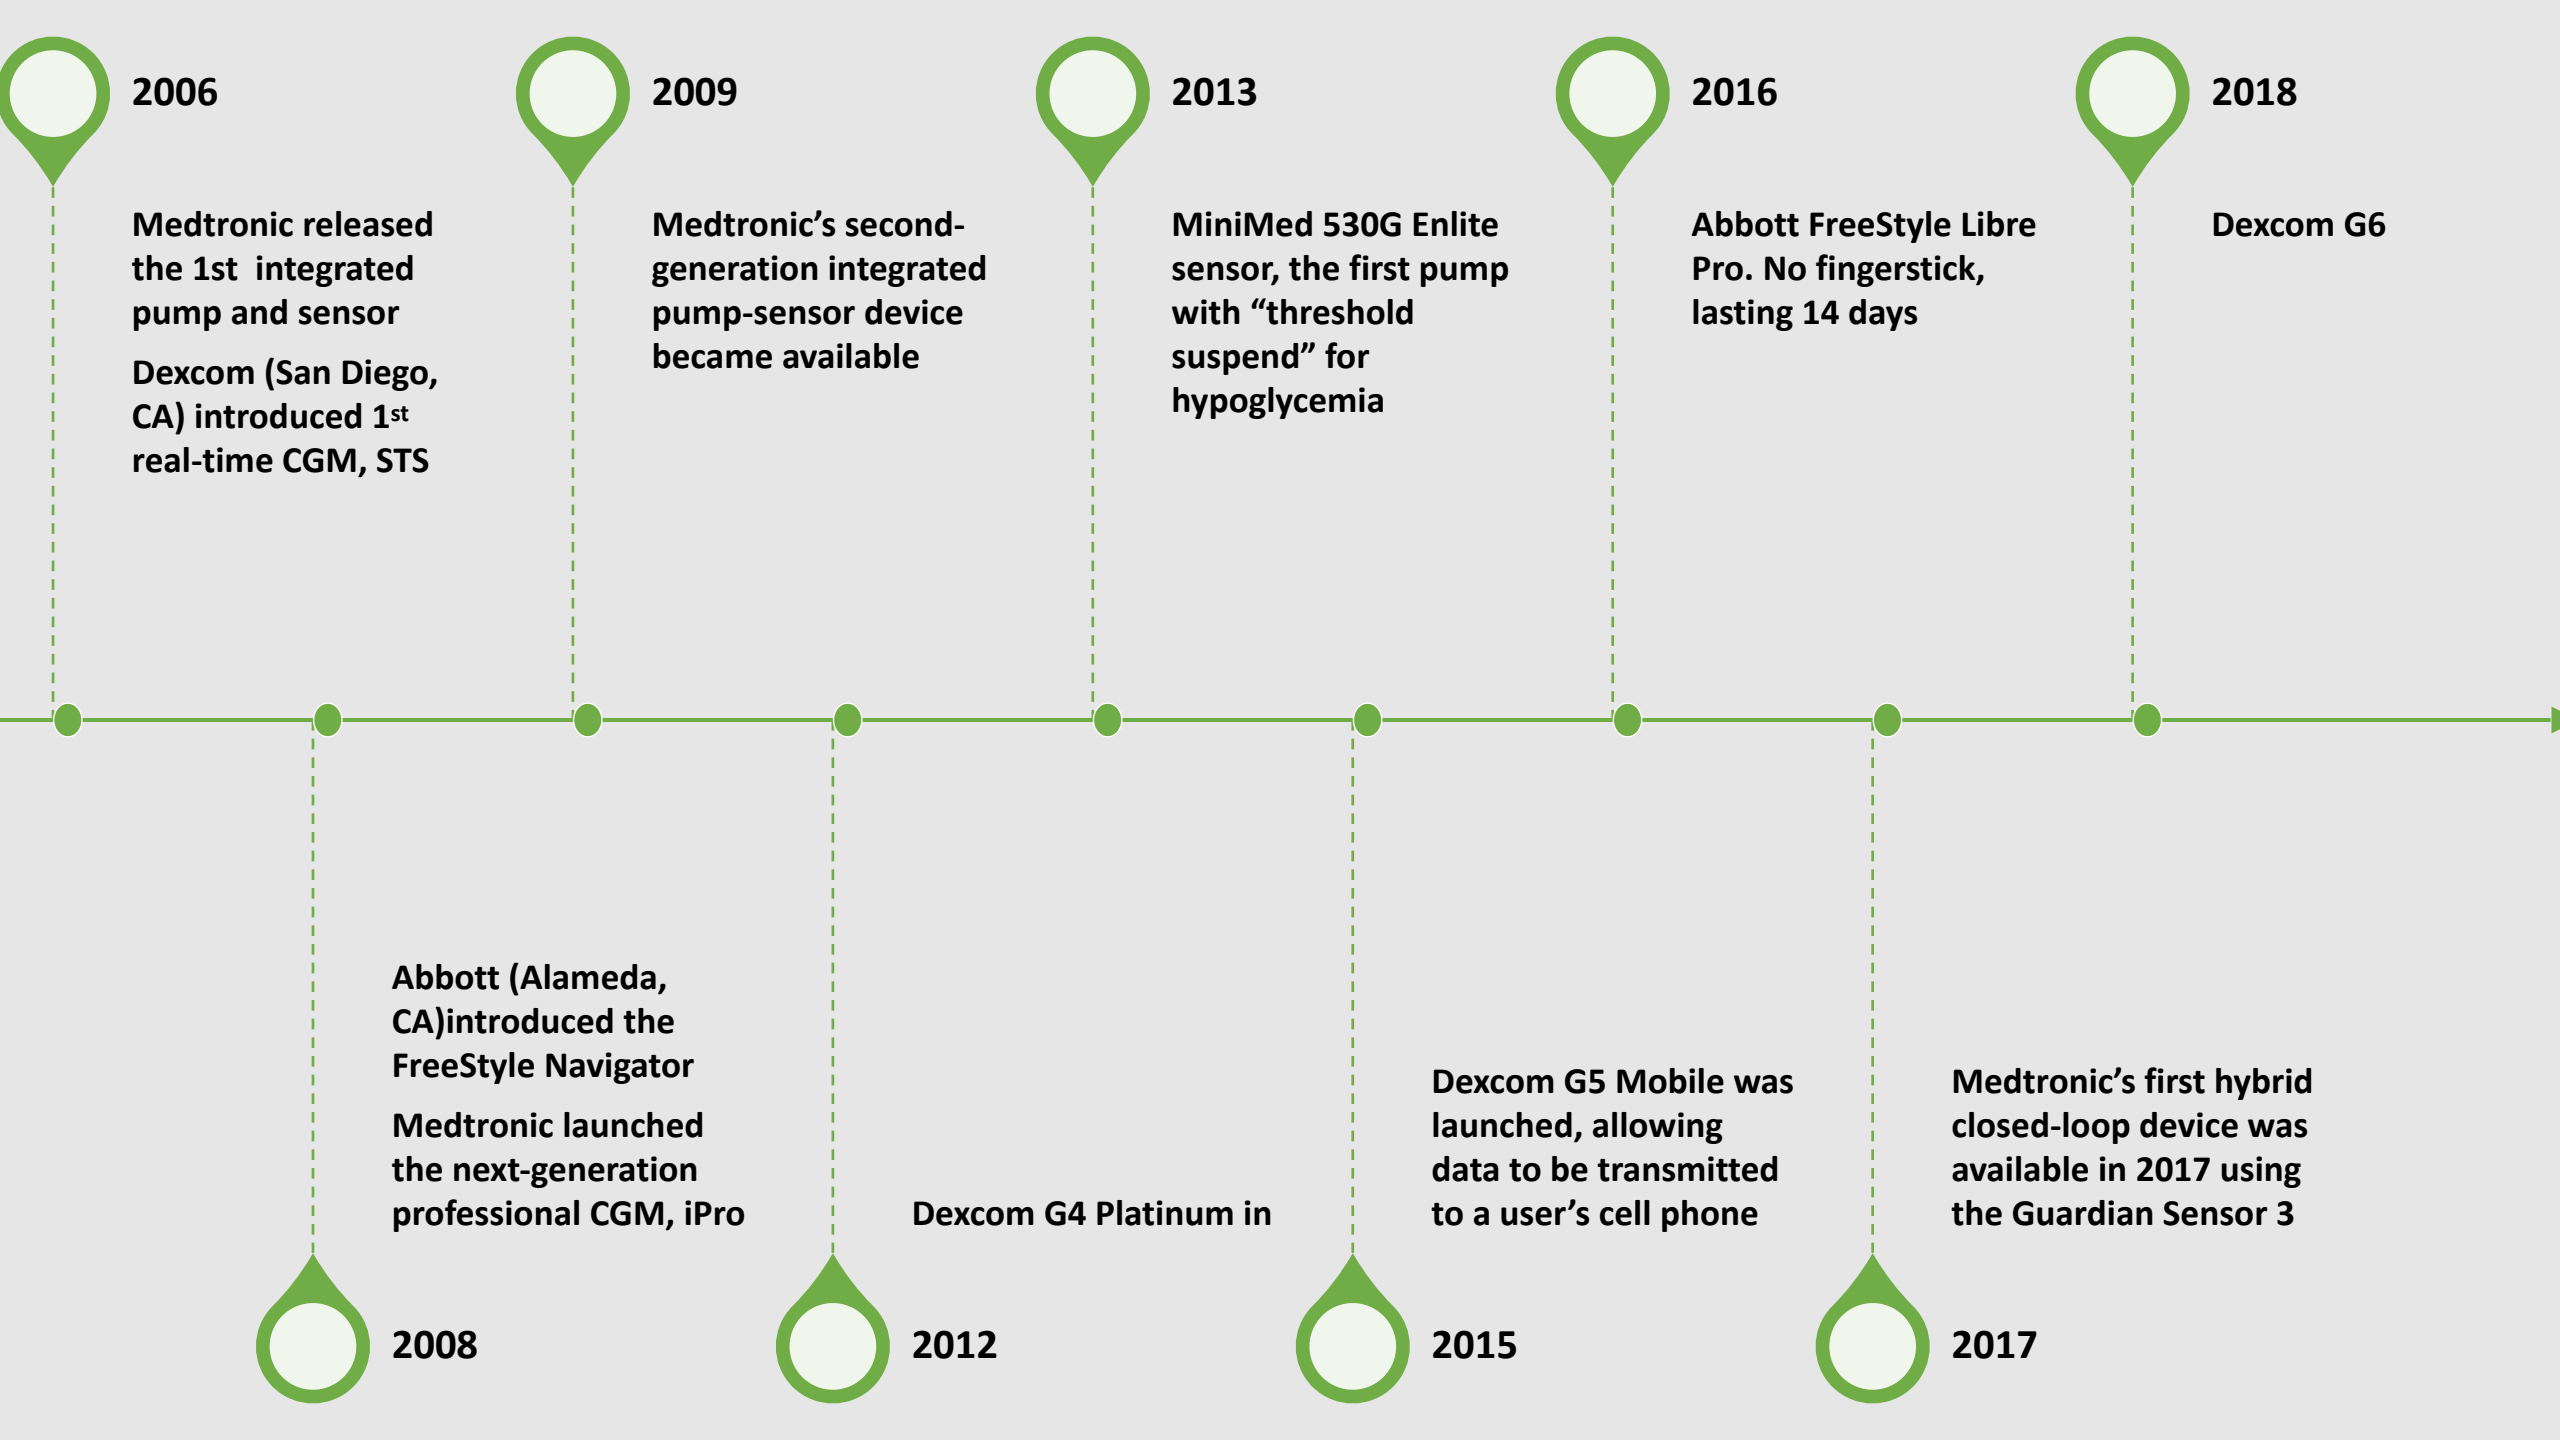 2006
Medtronic released
the 1st  integrated
pump and sensor
Dexcom (San Diego,
CA) introduced 1st
real-time CGM, STS
2009
Medtronic’s second-
generation integrated
pump-sensor device
became available
2013
MiniMed 530G Enlite
sensor, the first pump
with “threshold
suspend” for
hypoglycemia
2016
Abbott FreeStyle Libre
Pro. No fingerstick,
lasting 14 days
2018
Dexcom G6
Abbott (Alameda,
CA)introduced the
FreeStyle Navigator
Medtronic launched
the next-generation
professional CGM, iPro
2008
Dexcom G4 Platinum in
2012
Dexcom G5 Mobile was
launched, allowing
data to be transmitted
to a user’s cell phone
2015
Medtronic’s first hybrid
closed-loop device was
available in 2017 using
the Guardian Sensor 3
2017